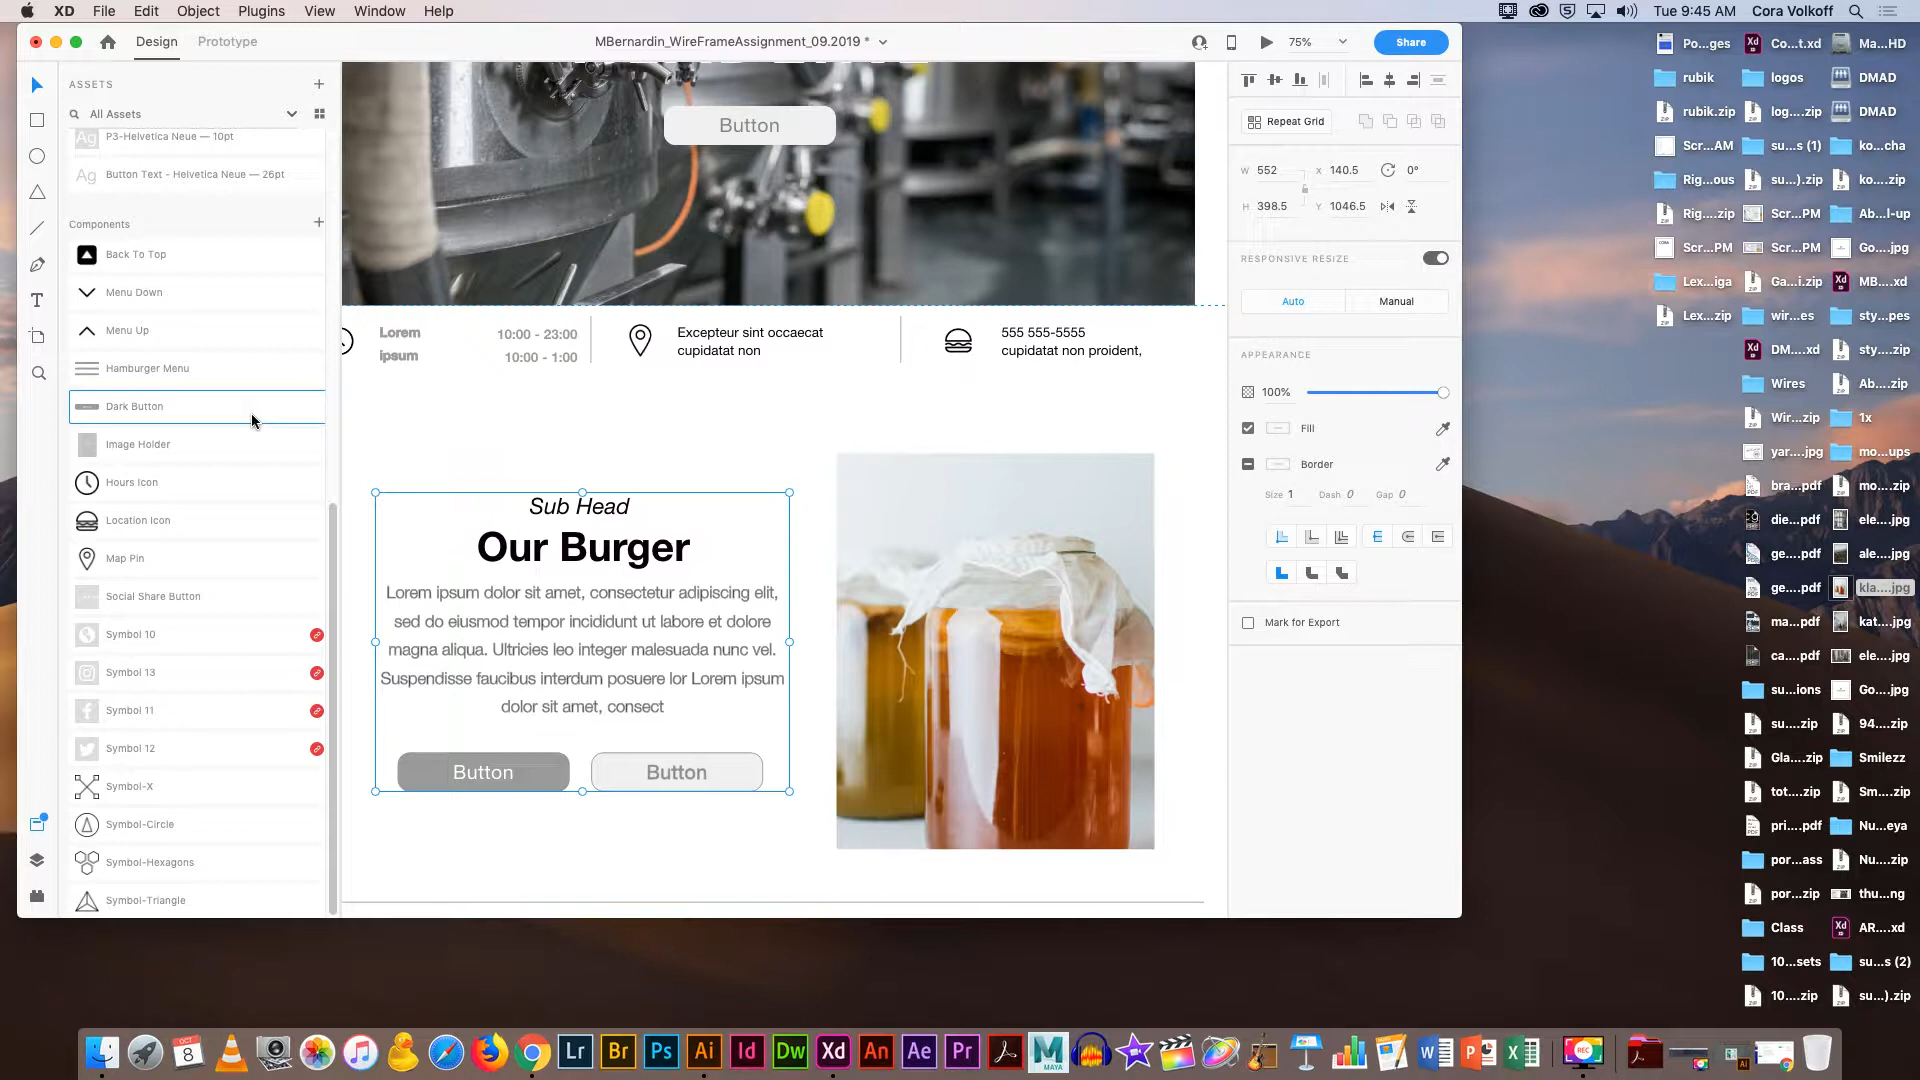 XD File Edit Object Plugins View Window Help
Tue 9:45 AM Cora Volkoff
Design Prototype
MBernardin_WireFrameAssignment_09.2019 *
75%
Share
ASSETS
All Assets
Ag P3-Helvetica Neue — 10pt
Ag Button Text - Helvetica Neue — 26pt
Components
Back To Top
Menu Down
Menu Up
Hamburger Menu
Dark Button
Image Holder
Hours Icon
Location Icon
Map Pin
Social Share Button
Symbol 10
Symbol 13
Symbol 11
Symbol 12
Symbol-X
Symbol-Circle
Symbol-Hexagons
Symbol-Triangle
Button
Lorem 10:00 - 23:00
ipsum 10:00 - 1:00
Excepteur sint occaecat
cupidatat non
555 555-5555
cupidatat non proident,
Sub Head
Our Burger
Lorem ipsum dolor sit amet, consectetur adipiscing elit,
sed do eiusmod tempor incididunt ut labore et dolore
magna aliqua. Ultricies leo integer malesuada nunc vel.
Suspendisse faucibus interdum posuere lor Lorem ipsum
dolor sit amet, consect
Button Button
Repeat Grid
W 552 X 140.5 0°
H 398.5 Y 1046.5
RESPONSIVE RESIZE
Auto Manual
APPEARANCE
100%
Fill
Border
Size 1 Dash 0 Gap 0
Mark for Export
Po...ges Co...t.xd Ma...HD
rubik logos DMAD
rubik.zip log....zip DMAD
Scr...AM su...s (1) ko...cha
Rig...ous su...).zip ko....zip
Rig....zip Scr...PM Ab...l-up
Scr...PM Scr...PM Go...jpg
Lex...iga Ga...i.zip MB....xd
Lex....zip wir...es sty...pes
DM....xd sty....zip
Wires Ab....zip
Wir...zip 1x
yar....jpg mo...ups
bra...pdf mo...zip
die...pdf ele...jpg
ge....pdf ale...jpg
ge....pdf kla....jpg
ma...pdf kat....jpg
ca....pdf ele...jpg
su...ions Go...jpg
su....zip 94....zip
Gla....zip Smilezz
tot....zip Sm...zip
pri....pdf Nu...eya
por...ass Nu....zip
por...zip thu...ng
Class AR....xd
10...sets su...s (2)
10....zip su...).zip
OCT
8
Lr Br Ps Ai Id Dw Xd An Ae Pr
MAYA
REC